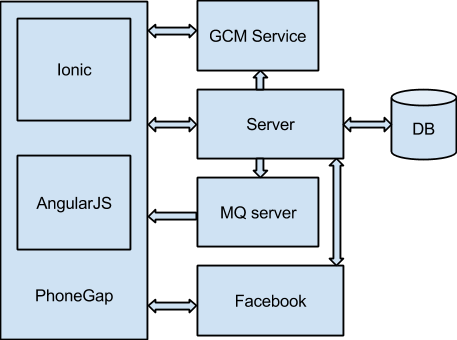 Ionic
AngularJS
PhoneGap
GCM Service
Server
DB
MQ server
Facebook